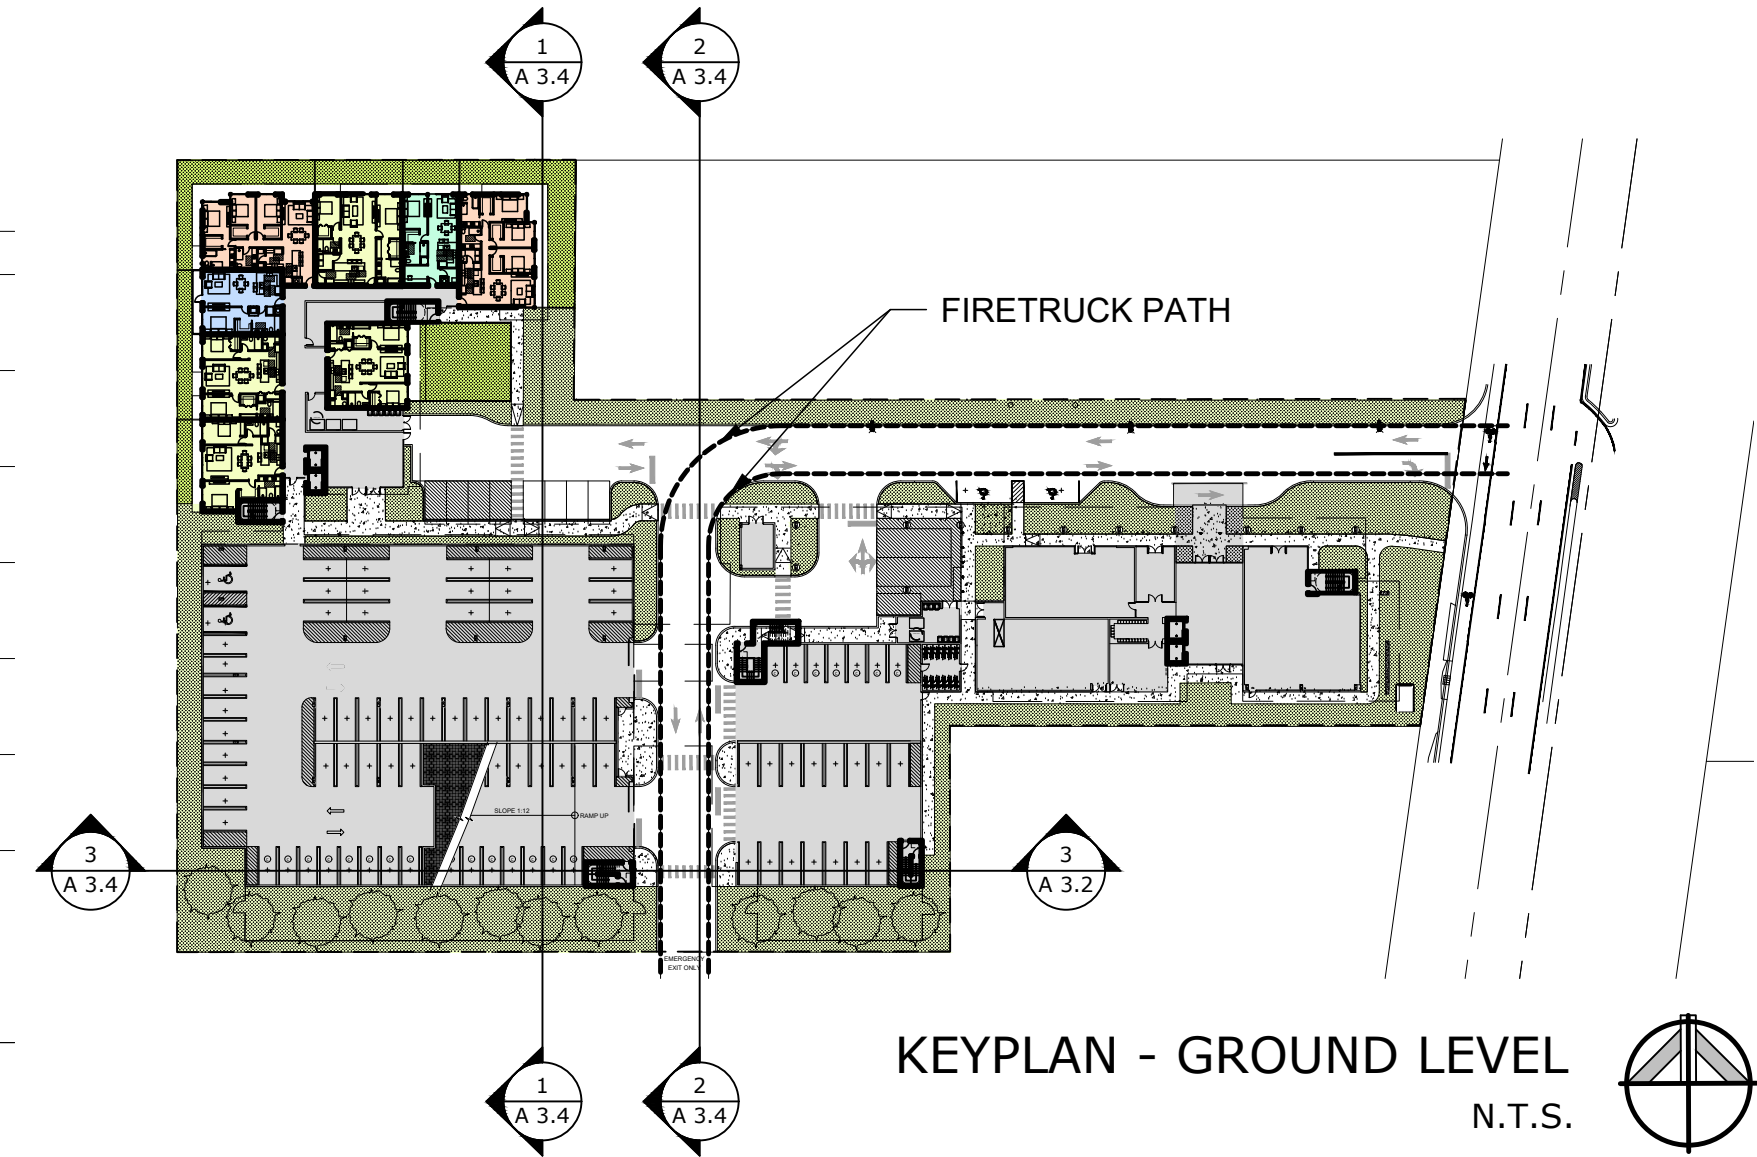 1
A 3.4
2
A 3.4
FIRETRUCK PATH
SLOPE 1:12
RAMP UP
3
A 3.4
3
A 3.2
EMERGENCY
EXIT ONLY
KEYPLAN - GROUND LEVEL
N.T.S.
1
A 3.4
2
A 3.4